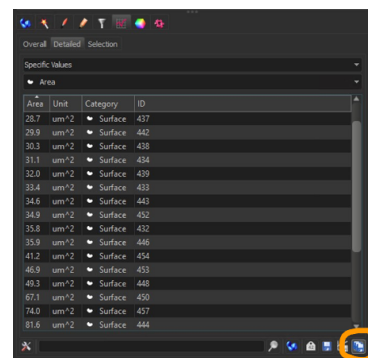 Overall Detailed Selection
Specific Values
Area
Area Unit Category ID
28.7 um^2 Surface 437
29.9 um^2 Surface 442
30.3 um^2 Surface 438
31.1 um^2 Surface 434
32.0 um^2 Surface 439
33.4 um^2 Surface 433
34.6 um^2 Surface 443
34.9 um^2 Surface 452
35.8 um^2 Surface 432
35.9 um^2 Surface 446
41.2 um^2 Surface 454
46.9 um^2 Surface 453
49.3 um^2 Surface 448
67.1 um^2 Surface 450
74.0 um^2 Surface 457
81.6 um^2 Surface 444